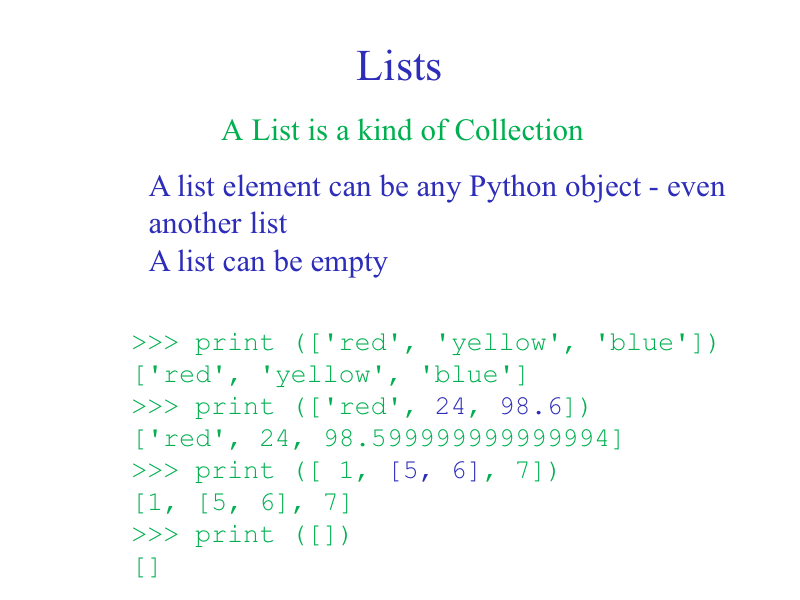 Lists
A List is a kind of Collection
A list element can be any Python object - even
another list
A list can be empty
>>> print (['red', 'yellow', 'blue'])
['red', 'yellow', 'blue']
>>> print (['red', 24, 98.6])
['red', 24, 98.599999999999994]
>>> print ([ 1, [5, 6], 7])
[1, [5, 6], 7]
>>> print ([])
[]